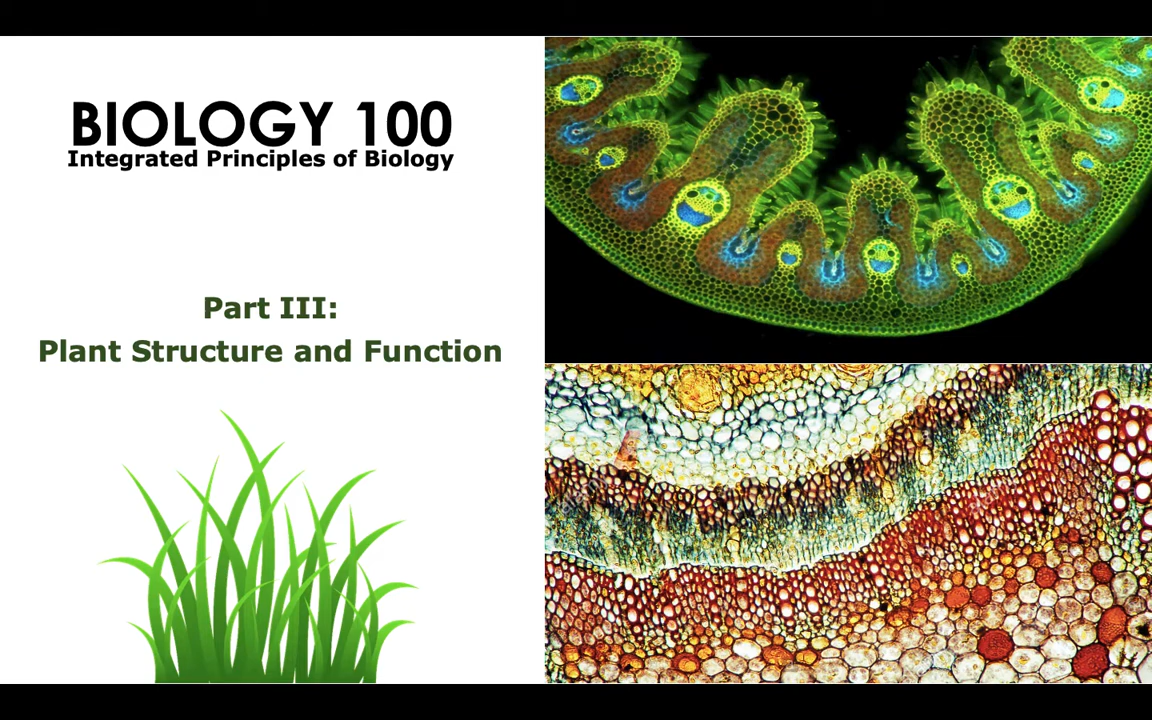 BIOLOGY 100
Integrated Principles of Biology
Part III:
Plant Structure and Function